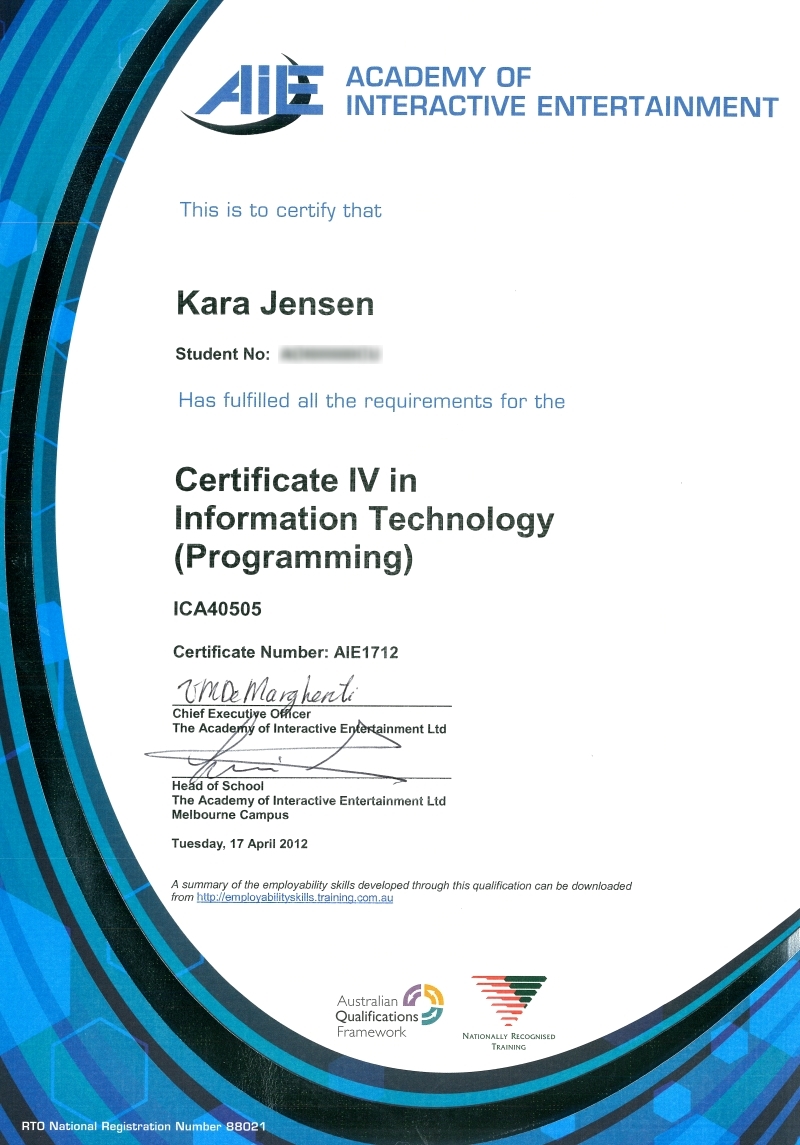 AIE ACADEMY OF
INTERACTIVE ENTERTAINMENT
This is to certify that
Kara Jensen
Student No:
Has fulfilled all the requirements for the
Certificate IV in
Information Technology
(Programming)
ICA40505
Certificate Number: AIE1712
Chief Executive Officer
The Academy of Interactive Entertainment Ltd
Head of School
The Academy of Interactive Entertainment Ltd
Melbourne Campus
Tuesday, 17 April 2012
A summary of the employability skills developed through this qualification can be downloaded
from http://employabilityskills.training.com.au
Australian
Qualifications
Framework
NATIONALLY RECOGNISED
TRAINING
RTO National Registration Number 88021